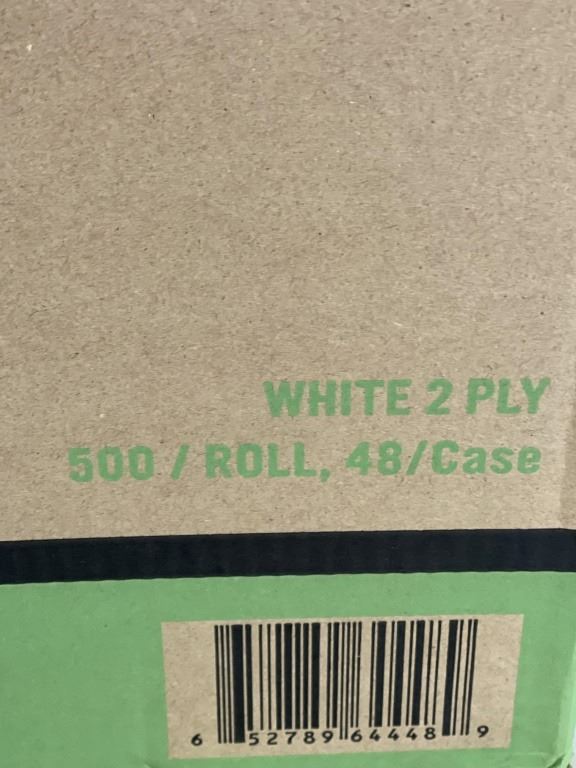 WHITE 2 PLY
500 / ROLL, 48/Case
6 52789 64448 9